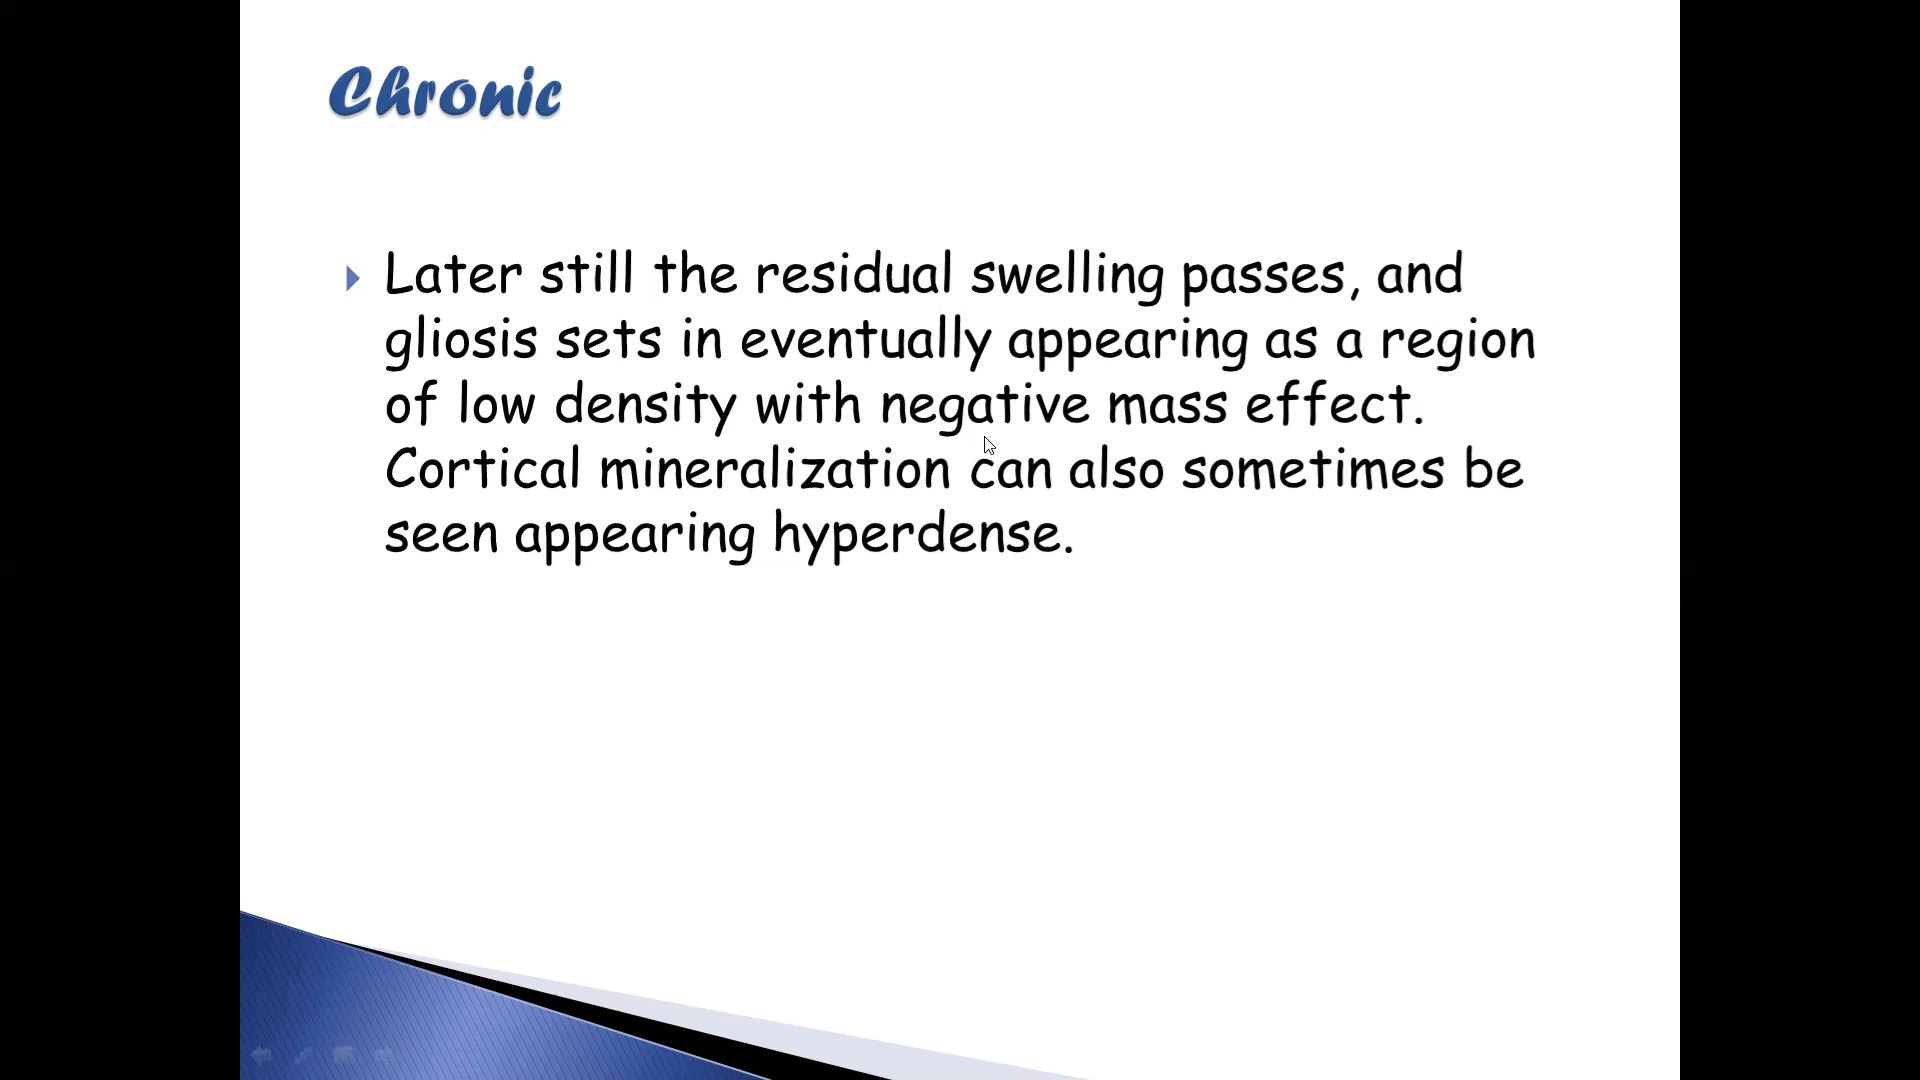 Chronic
Later still the residual swelling passes, and
gliosis sets in eventually appearing as a region
of low density with negative mass effect.
Cortical mineralization can also sometimes be
seen appearing hyperdense.